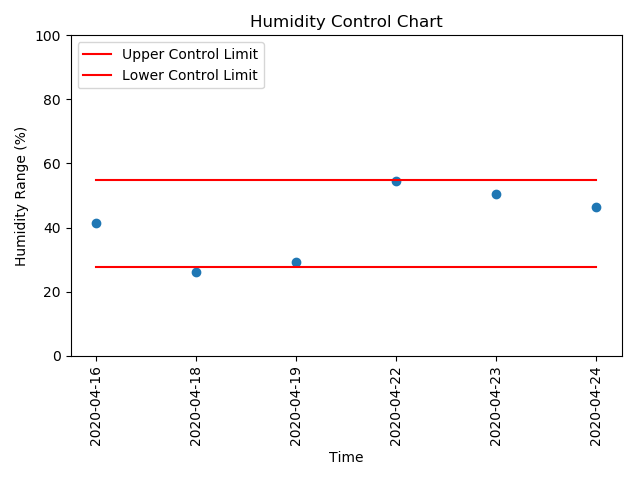 Humidity Control Chart
Upper Control Limit
Lower Control Limit
Humidity Range (%)
100
80
60
40
20
0
2020-04-16
2020-04-18
2020-04-19
2020-04-22
2020-04-23
2020-04-24
Time